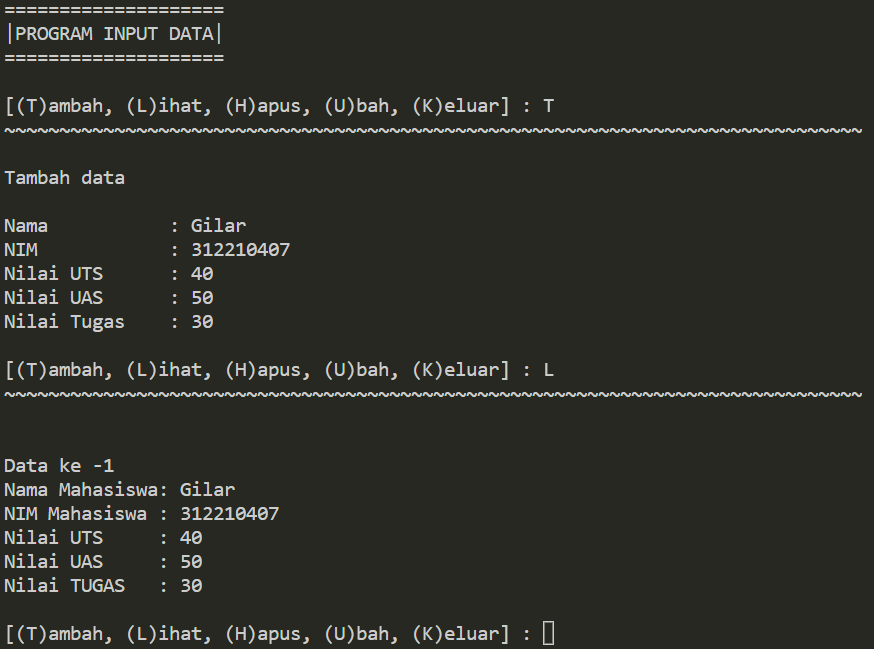 ====================
|PROGRAM INPUT DATA|
====================
[(T)ambah, (L)ihat, (H)apus, (U)bah, (K)eluar] : T
~~~~~~~~~~~~~~~~~~~~~~~~~~~~~~~~~~~~~~~~~~~~~~~~~~~~~~~~~~~~~~~~~~~~~~~~~~~~~~
Tambah data
Nama           : Gilar
NIM            : 312210407
Nilai UTS      : 40
Nilai UAS      : 50
Nilai Tugas    : 30
[(T)ambah, (L)ihat, (H)apus, (U)bah, (K)eluar] : L
~~~~~~~~~~~~~~~~~~~~~~~~~~~~~~~~~~~~~~~~~~~~~~~~~~~~~~~~~~~~~~~~~~~~~~~~~~~~~~
Data ke -1
Nama Mahasiswa: Gilar
NIM Mahasiswa : 312210407
Nilai UTS     : 40
Nilai UAS     : 50
Nilai TUGAS   : 30
[(T)ambah, (L)ihat, (H)apus, (U)bah, (K)eluar] :